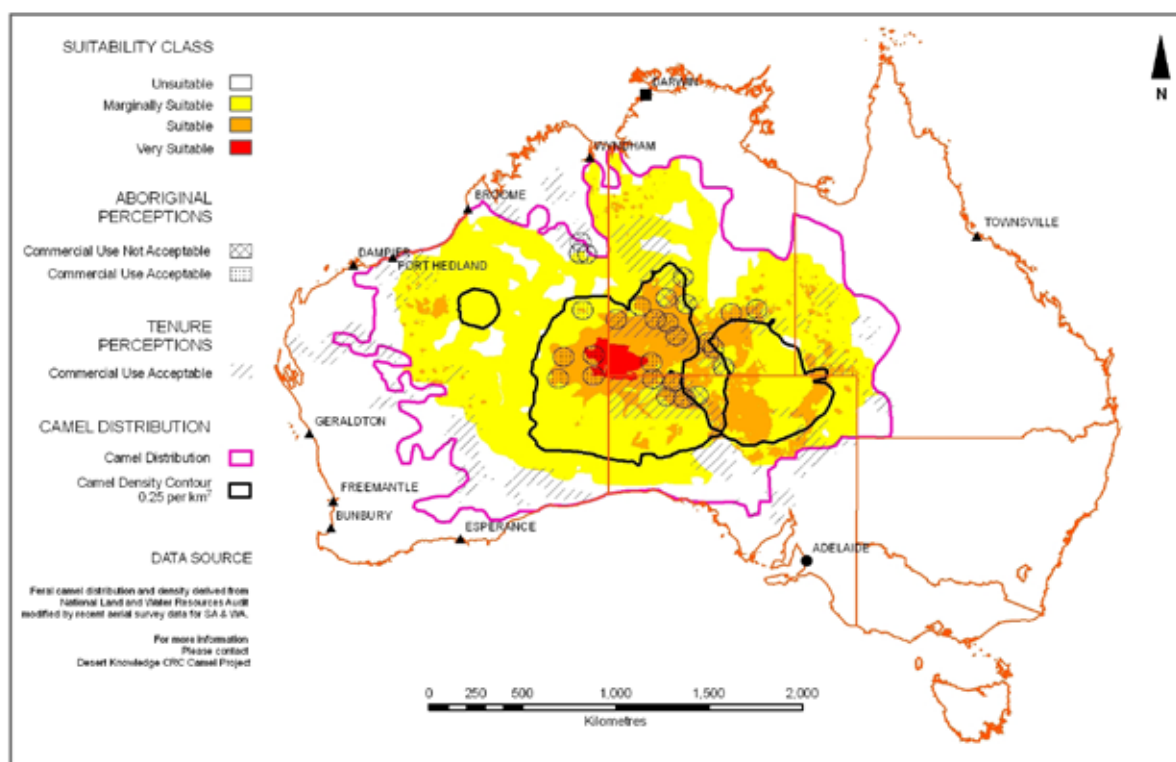 SUITABILITY CLASS
Unsuitable
Marginally Suitable
Suitable
Very Suitable
ABORIGINAL
PERCEPTIONS
Commercial Use Not Acceptable
Commercial Use Acceptable
TENURE
PERCEPTIONS
Commercial Use Acceptable
CAMEL DISTRIBUTION
Camel Distribution
Camel Density Contour
0.25 per km²
DATA SOURCE
Feral camel distribution and density derived from
National Land and Water Resources Audit
modified by recent aerial survey data for SA & WA.
For more Information
Please contact
Desert Knowledge CRC Camel Project
DARWIN
N
WYNDHAM
BROOME
TOWNSVILLE
DAMPIER
PORT HEDLAND
GERALDTON
FREEMANTLE
BUNBURY
ESPERANCE
ADELAIDE
0 250 500 1,000 1,500 2,000
Kilometres